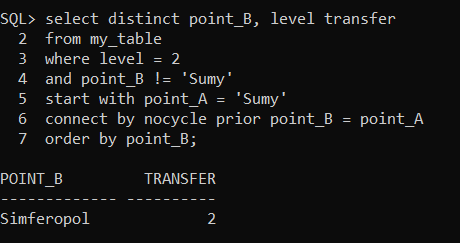 SQL> select distinct point_B, level transfer
  2  from my_table
  3  where level = 2
  4  and point_B != 'Sumy'
  5  start with point_A = 'Sumy'
  6  connect by nocycle prior point_B = point_A
  7  order by point_B;
POINT_B         TRANSFER
------------- ----------
Simferopol             2